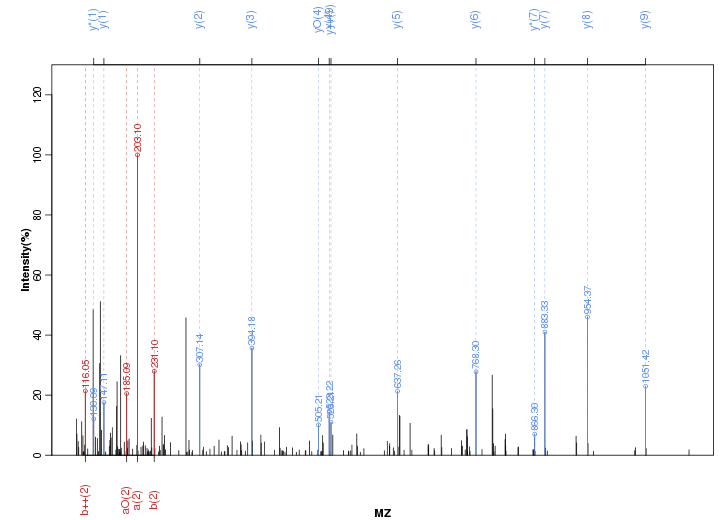 y*(1)
y(1)
y(2)
y(3)
yO(4)
y(5)
y(6)
y*(7)
y(7)
y(8)
y(9)
120
100
80
60
40
20
0
Intensity(%)
116.05
130.09
147.11
185.09
203.10
231.10
307.14
394.18
505.21
637.26
768.30
866.30
883.33
954.37
1051.42
b++(2)
aO(2)
a(2)
b(2)
MZ